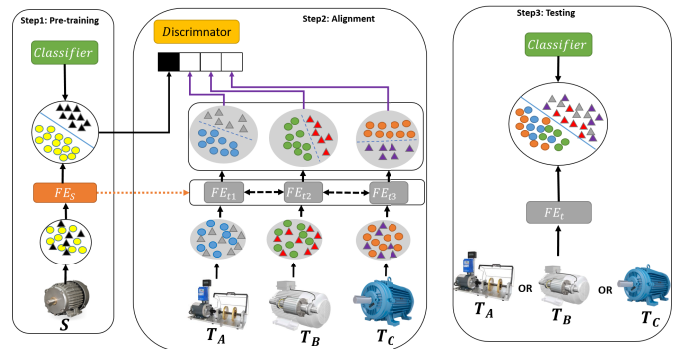 Step1: Pre-training
Classifier
FE_S
S
Step2: Alignment
Discrimnator
FE_t1
FE_t2
FE_t3
T_A
T_B
T_C
Step3: Testing
Classifier
FE_t
T_A OR T_B OR T_C